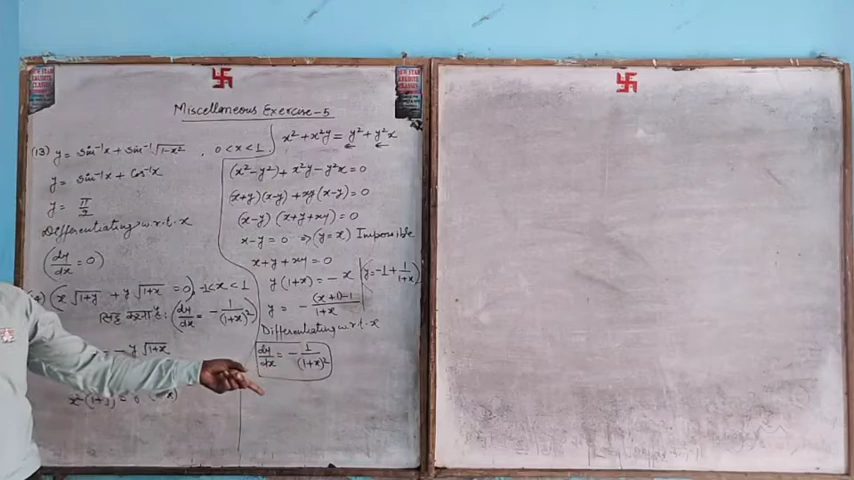 Miscellaneous Exercise-5
(13) y = sin⁻¹x + sin⁻¹√(1-x²) , 0 < x < 1
y = sin⁻¹x + cos⁻¹x
y = π/2
Differentiating w.r.t. x
(dy/dx = 0)
(14) x√(1+y) + y√(1+x) = 0, -1 < x < 1
सिद्ध करना है: dy/dx = - 1/(1+x)²
- y√(1+x)
x² + x²y = y² + y²x
(x²-y²) + x²y - y²x = 0
(x+y)(x-y) + xy(x-y) = 0
(x-y) (x+y+xy) = 0
x-y = 0 ⇒ (y = x) Impossible
x+y+xy = 0
y(1+x) = - x
y = -1 + 1/(1+x)
y = - ((x+1)-1)/(1+x)
Differentiating w.r.t x
dy/dx = - 1/(1+x)²